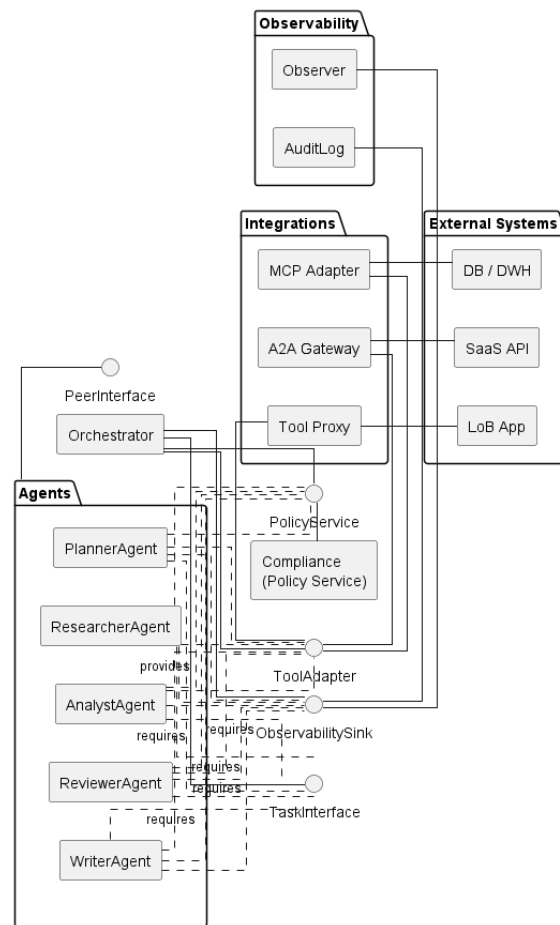 Observability
Observer
AuditLog
Integrations
External Systems
MCP Adapter
DB / DWH
A2A Gateway
SaaS API
PeerInterface
Orchestrator
Tool Proxy
LoB App
Agents
PolicyService
PlannerAgent
Compliance
(Policy Service)
ResearcherAgent
provides
ToolAdapter
AnalystAgent
requires
requires
ObservabilitySink
ReviewerAgent
requires
requires
TaskInterface
requires
WriterAgent